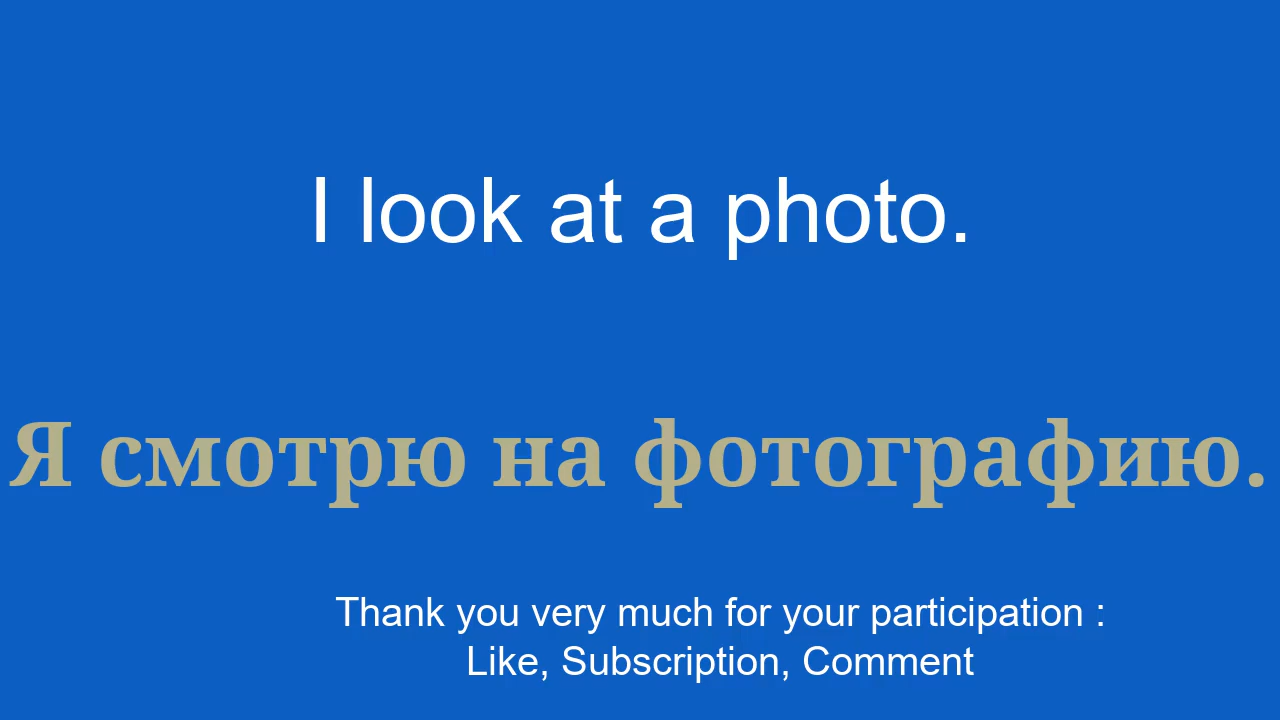 I look at a photo.
Я смотрю на фотографию.
Thank you very much for your participation :
Like, Subscription, Comment